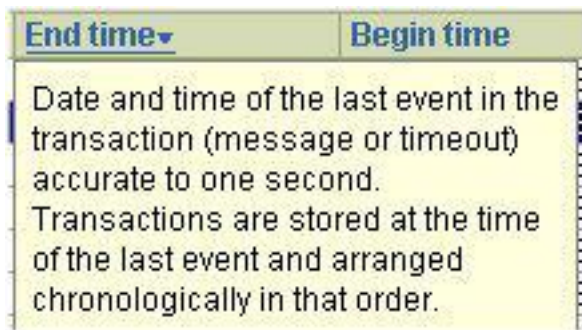 End time Begin time
Date and time of the last event in the
transaction (message or timeout)
accurate to one second.
Transactions are stored at the time
of the last event and arranged
chronologically in that order.